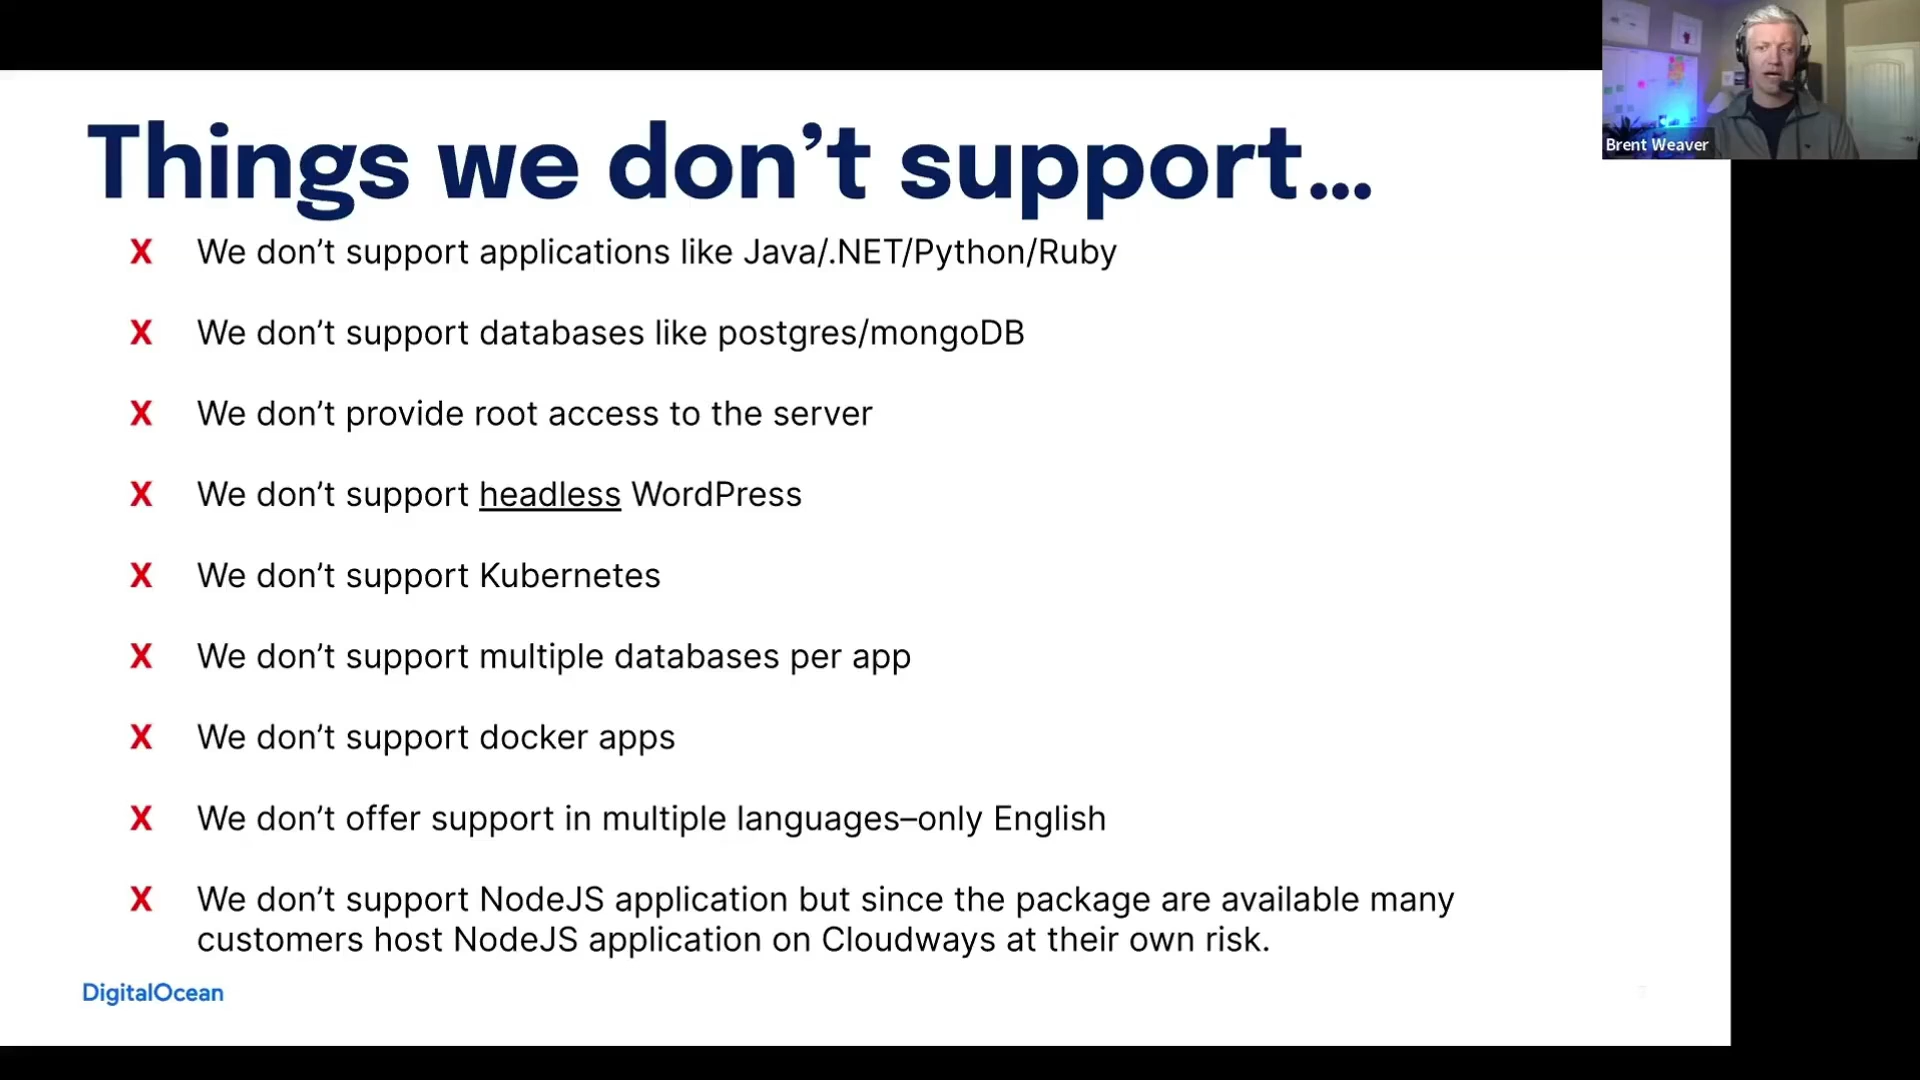 Brent Weaver
Things we don’t support...
X We don’t support applications like Java/.NET/Python/Ruby
X We don’t support databases like postgres/mongoDB
X We don’t provide root access to the server
X We don’t support headless WordPress
X We don’t support Kubernetes
X We don’t support multiple databases per app
X We don’t support docker apps
X We don’t offer support in multiple languages–only English
X We don’t support NodeJS application but since the package are available many
customers host NodeJS application on Cloudways at their own risk.
DigitalOcean